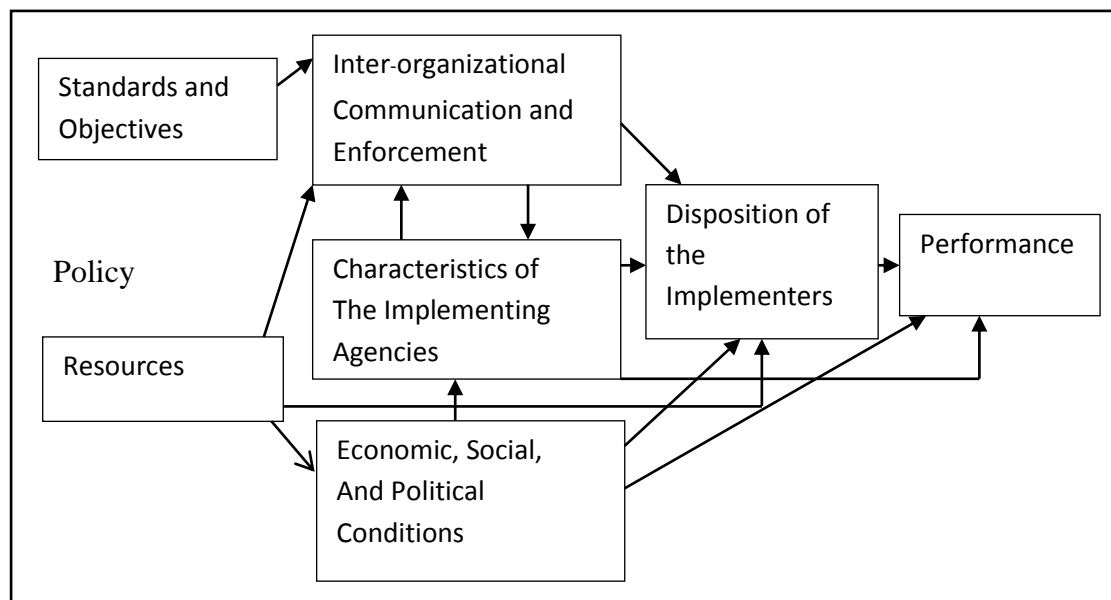 Standards and
Objectives
Inter-organizational
Communication and
Enforcement
Policy
Characteristics of
The Implementing
Agencies
Disposition of
the
Implementers
Performance
Resources
Economic, Social,
And Political
Conditions